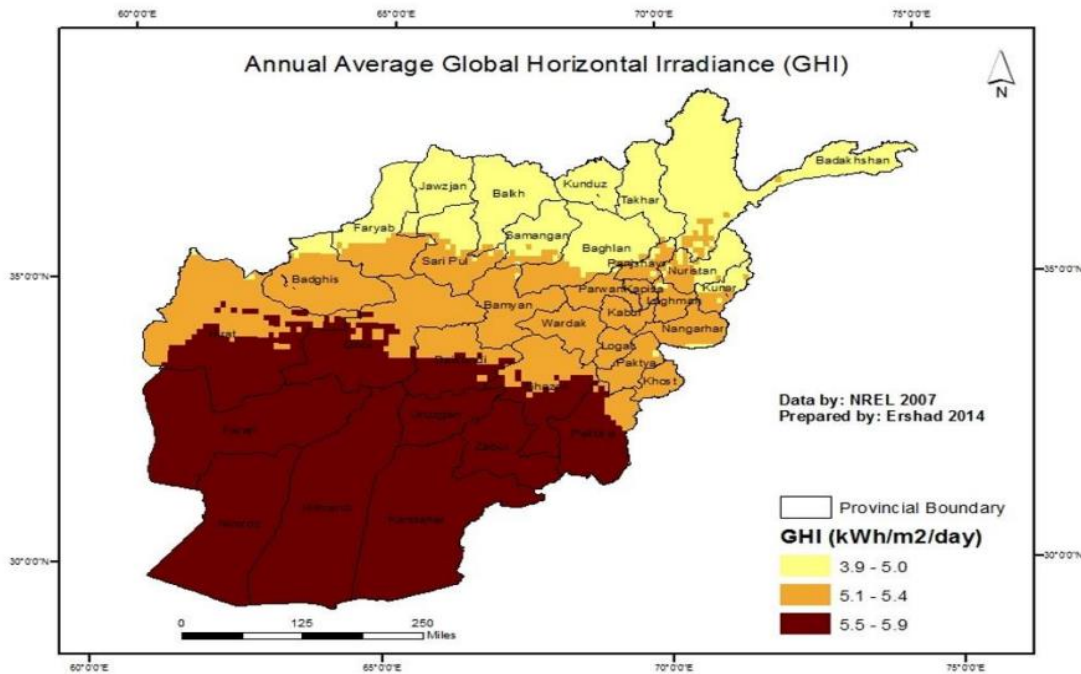 60°0'0"E 65°0'0"E 70°0'0"E 75°0'0"E
Annual Average Global Horizontal Irradiance (GHI)
N
Badakhshan
Jawzjan
Balkh
Kunduz
Takhar
Faryab
Samangan
Baghlan
Sari Pul
Nuristan
35°0'0"N
35°0'0"N
Badghis
Kunar
Bamyan
Parwan
Kapisa
Laghman
Wardak
Kabul
Nangarhar
Logar
Paktya
Khost
Data by: NREL 2007
Prepared by: Ershad 2014
Provincial Boundary
GHI (kWh/m2/day)
3.9 - 5.0
5.1 - 5.4
5.5 - 5.9
30°0'0"N
30°0'0"N
0 125 250
Miles
60°0'0"E 65°0'0"E 70°0'0"E 75°0'0"E